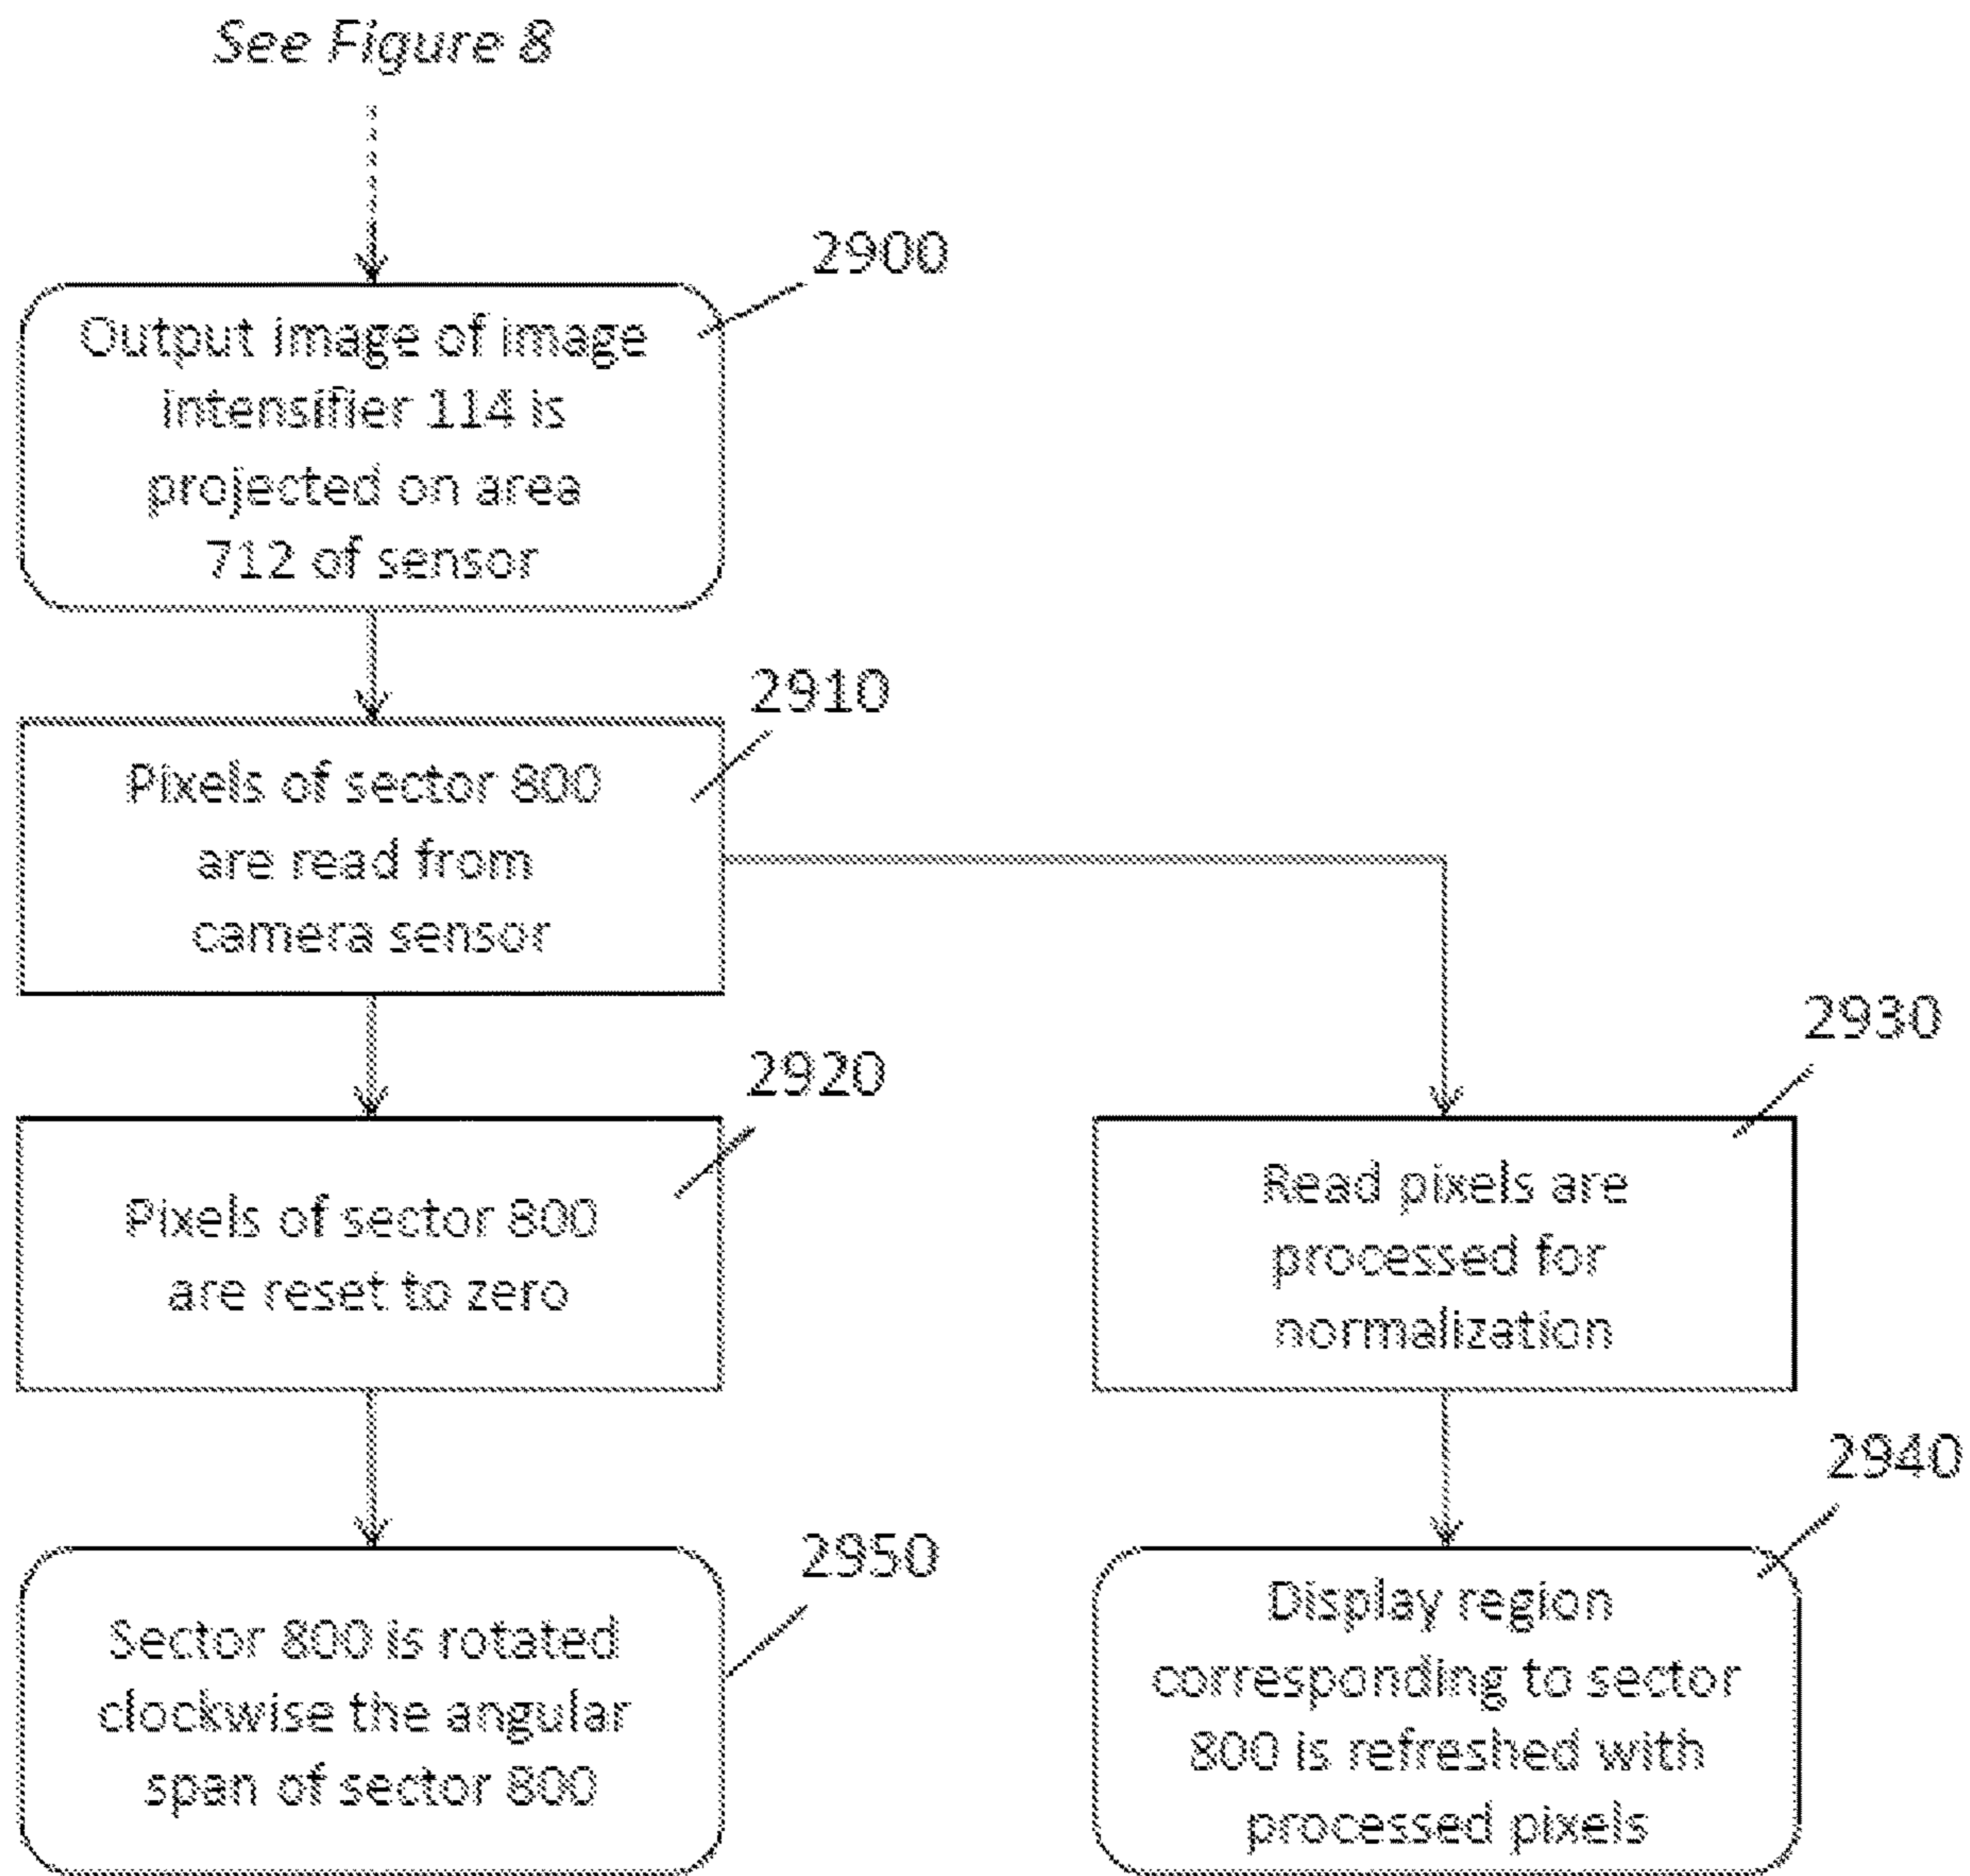 See Figure 8
2900
Output image of image
intensifier 114 is
projected on area
712 of sensor
2910
Pixels of sector 800
are read from
camera sensor
2920
Pixels of sector 800
are reset to zero
2930
Read pixels are
processed for
normalization
2950
Sector 800 is rotated
clockwise the angular
span of sector 800
2940
Display region
corresponding to sector
800 is refreshed with
processed pixels